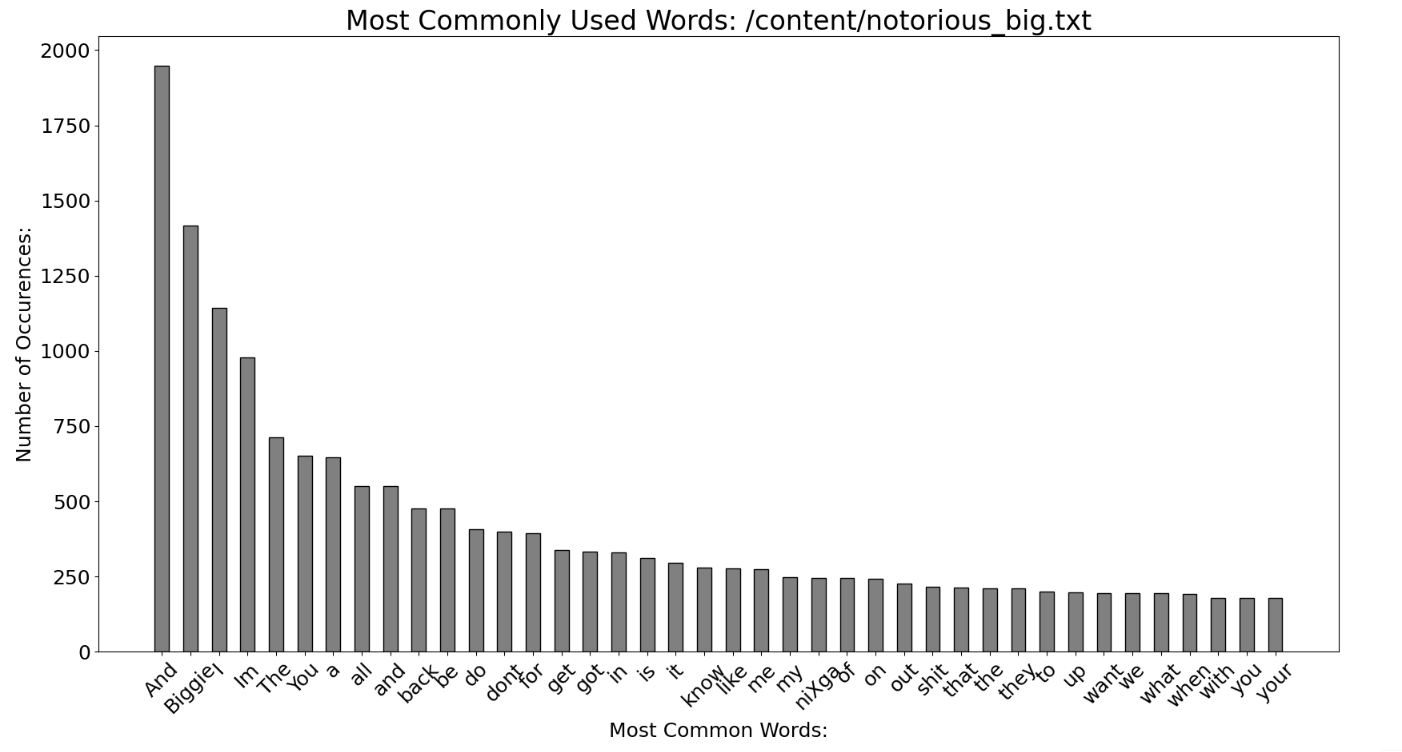 Most Commonly Used Words: /content/notorious_big.txt
2000
1750
1500
1250
1000
750
500
250
0
Number of Occurences:
And Biggie I Im The You a all and back be do dont for get got in is it know like me my niXga of on out shit that the they to up want we what when with you your
Most Common Words: